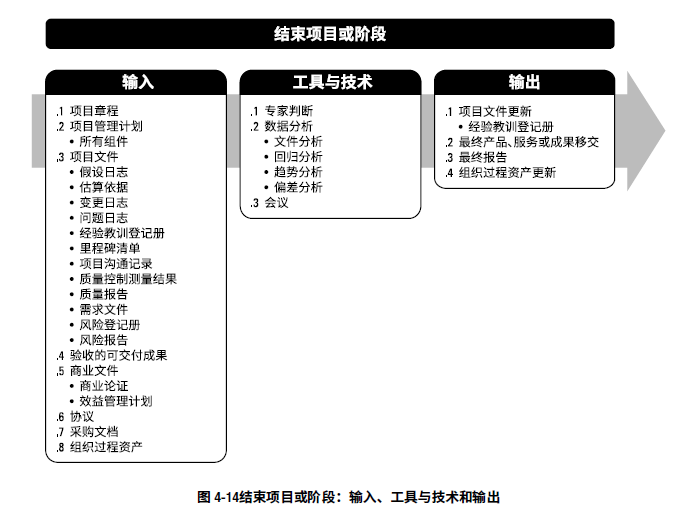 结束项目或阶段
输入
.1 项目章程
.2 项目管理计划
• 所有组件
.3 项目文件
• 假设日志
• 估算依据
• 变更日志
• 问题日志
• 经验教训登记册
• 里程碑清单
• 项目沟通记录
• 质量控制测量结果
• 质量报告
• 需求文件
• 风险登记册
• 风险报告
.4 验收的可交付成果
.5 商业文件
• 商业论证
• 效益管理计划
.6 协议
.7 采购文档
.8 组织过程资产
工具与技术
.1 专家判断
.2 数据分析
• 文件分析
• 回归分析
• 趋势分析
• 偏差分析
.3 会议
输出
.1 项目文件更新
• 经验教训登记册
.2 最终产品、服务或成果移交
.3 最终报告
.4 组织过程资产更新
图 4-14结束项目或阶段：输入、工具与技术和输出